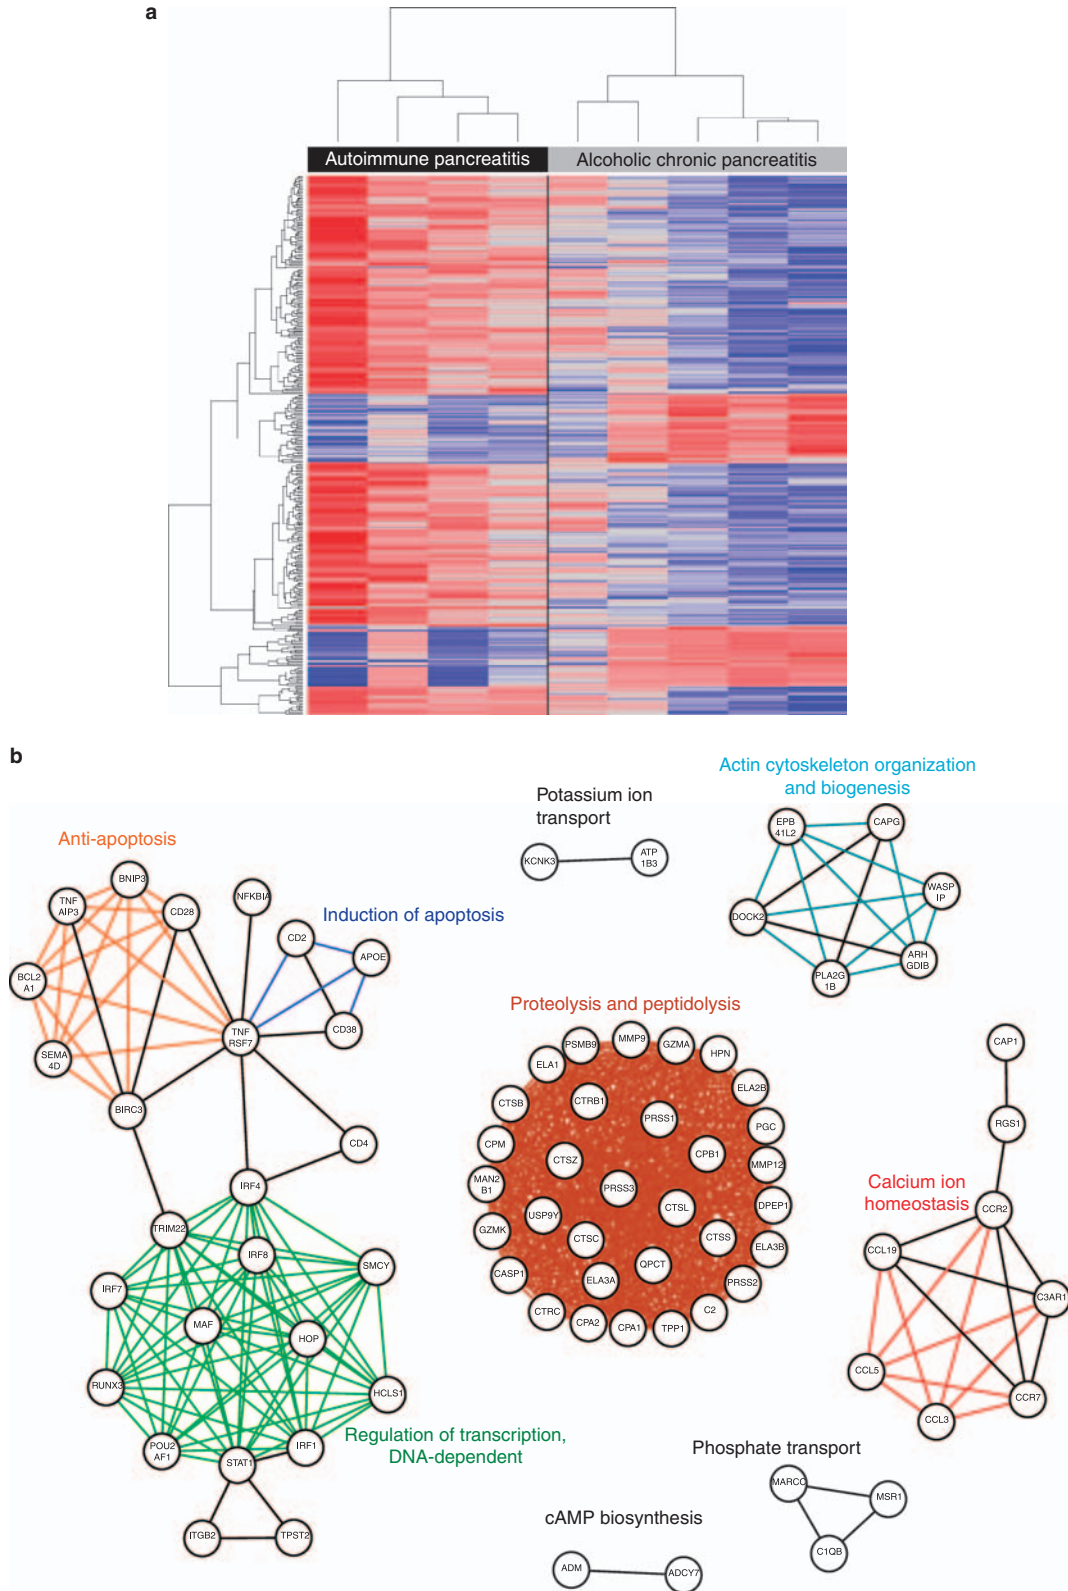 a
Autoimmune pancreatitis
Alcoholic chronic pancreatitis
b
Actin cytoskeleton organization
and biogenesis
Potassium ion
transport
EPB
41L2
CAPG
KCNK3
ATP
1B3
WASP
IP
DOCK2
ARH
GDIB
PLA2G
1B
Anti-apoptosis
BNIP3
TNF
AIP3
CD28
NFKBIA
Induction of apoptosis
CD2
APOE
BCL2
A1
CD38
TNF
RSF7
SEMA
4D
BIRC3
CD4
IRF4
TRIM22
IRF8
SMCY
IRF7
MAF
HOP
RUNX3
HCLS1
POU2
AF1
IRF1
STAT1
Regulation of transcription,
DNA-dependent
ITGB2
TPST2
Proteolysis and peptidolysis
MMP9
PSMB9
GZMA
HPN
ELA1
ELA2B
CTSB
CTRB1
PRSS1
PGC
CPM
CTSZ
CPB1
MMP12
MAN2
B1
PRSS3
DPEP1
USP9Y
CTSL
GZMK
CTSC
CTSS
ELA3B
CASP1
ELA3A
QPCT
PRSS2
CTRC
CPA2
CPA1
TPP1
C2
CAP1
RGS1
Calcium ion
homeostasis
CCR2
CCL19
C3AR1
CCL5
CCR7
CCL3
Phosphate transport
MARCO
MSR1
C1QB
cAMP biosynthesis
ADM
ADCY7